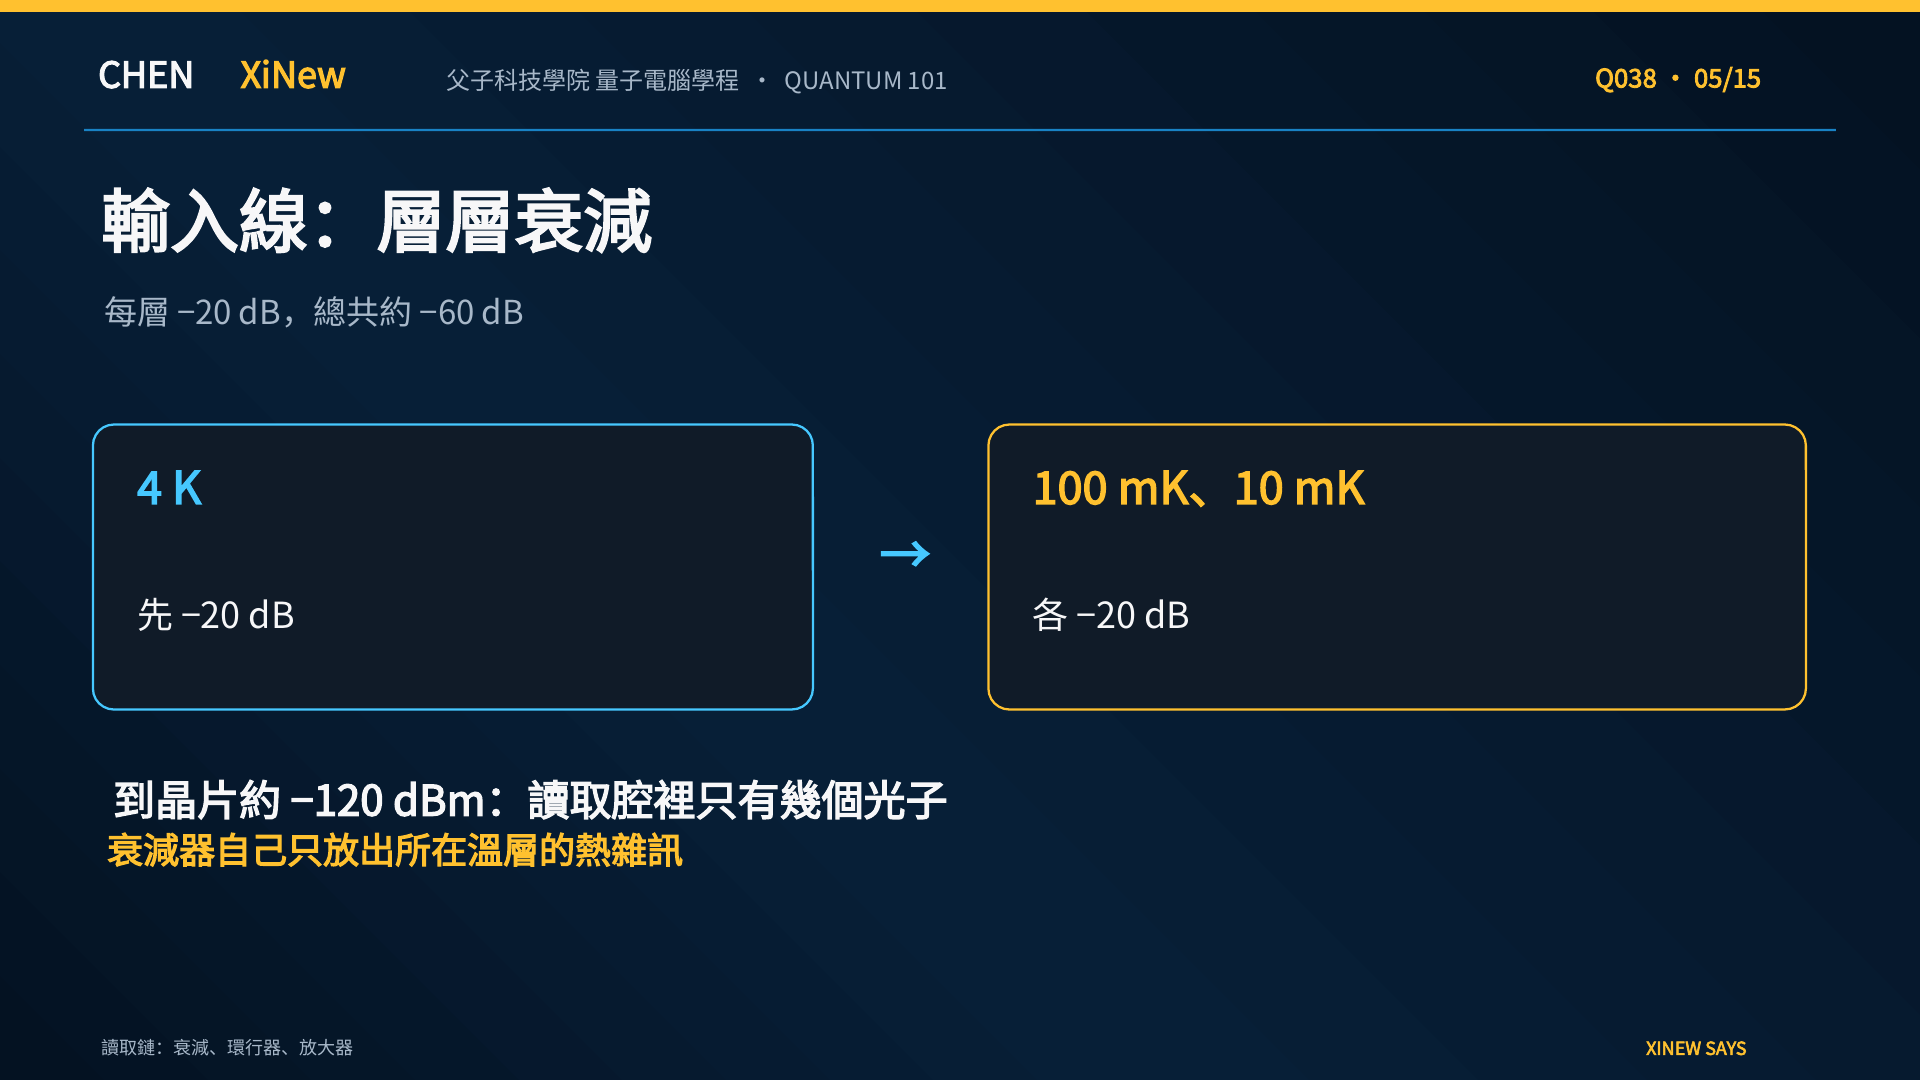 CHEN XiNew 父子科技學院 量子電腦學程 • QUANTUM 101 Q038 • 05/15
輸入線：層層衰減
每層 −20 dB，總共約 −60 dB
4 K
先 −20 dB
→
100 mK、10 mK
各 −20 dB
到晶片約 −120 dBm：讀取腔裡只有幾個光子
衰減器自己只放出所在溫層的熱雜訊
讀取鏈：衰減、環行器、放大器
XINEW SAYS